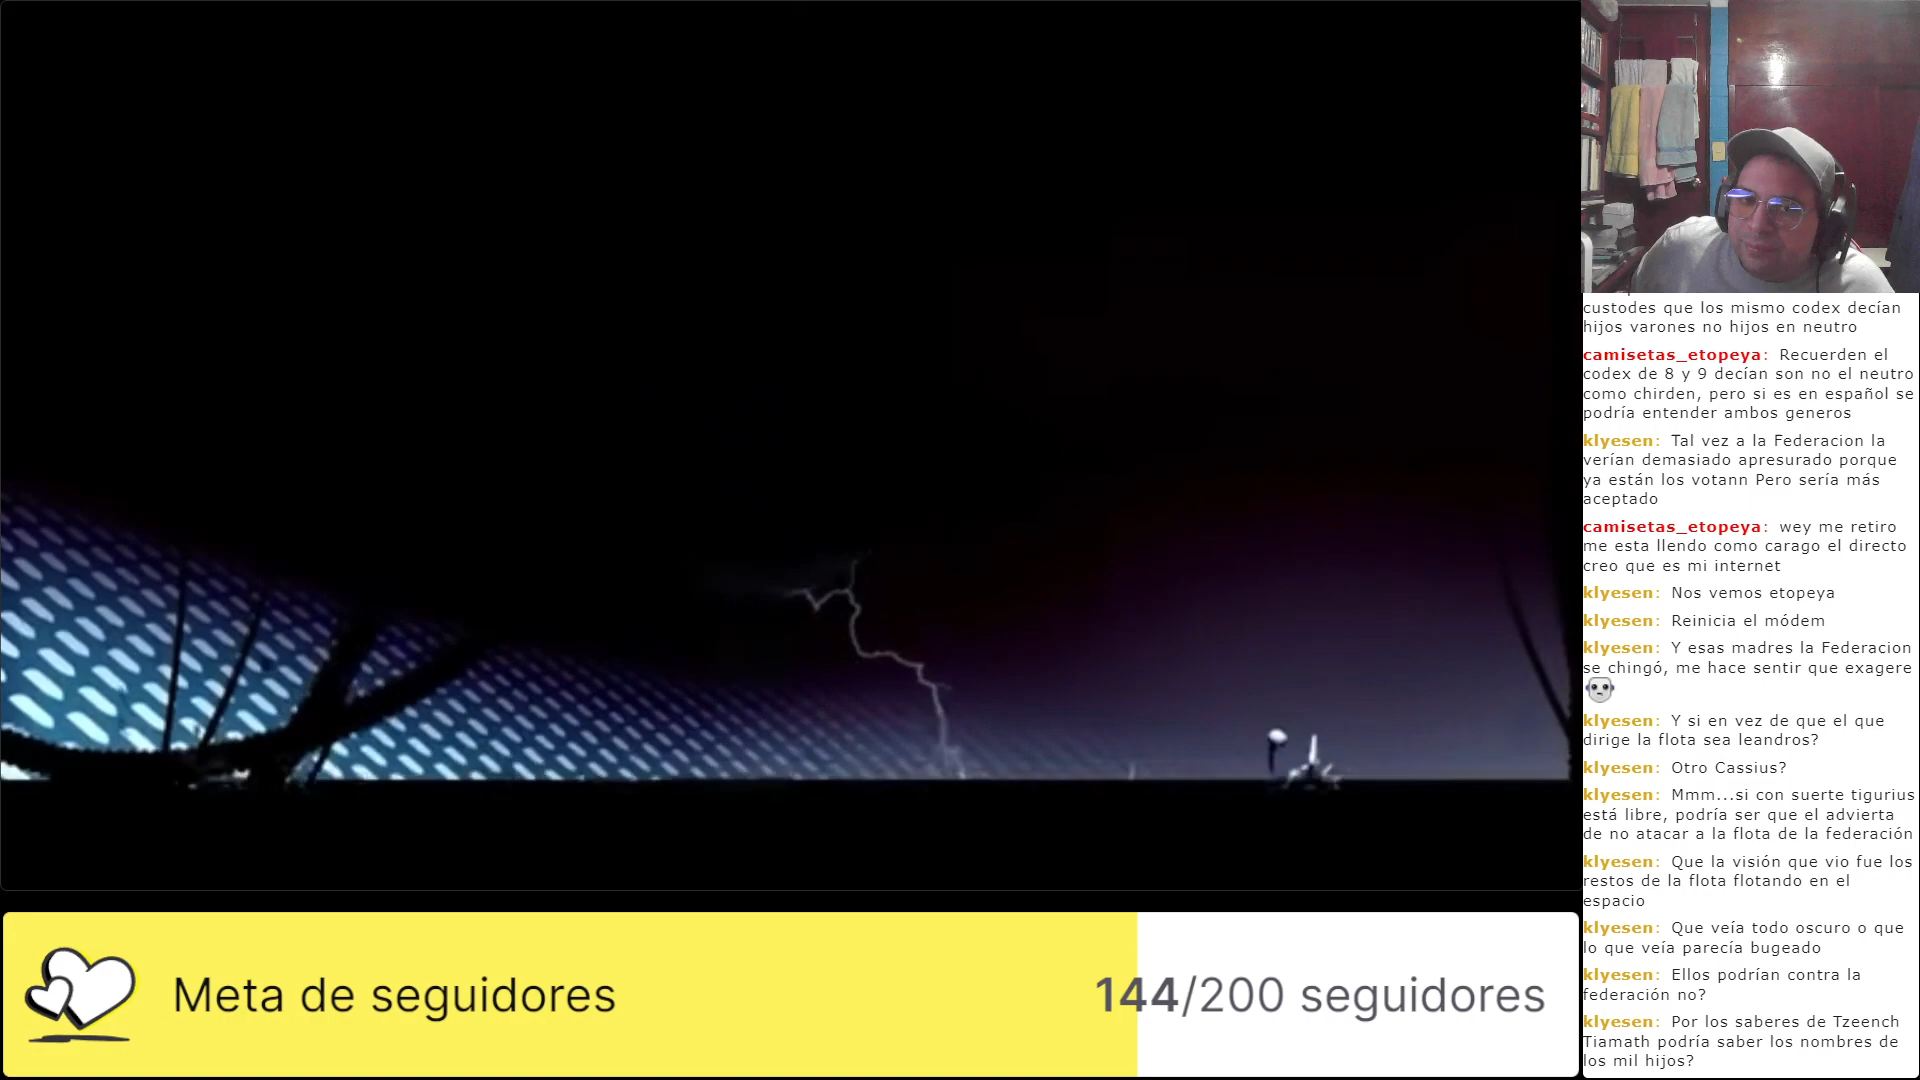 custodes que los mismo codex decían
hijos varones no hijos en neutro
camisetas_etopeya: Recuerden el
codex de 8 y 9 decían son no el neutro
como chirden, pero si es en español se
podría entender ambos generos
klyesen: Tal vez a la Federacion la
verían demasiado apresurado porque
ya están los votann Pero sería más
aceptado
camisetas_etopeya: wey me retiro
me esta llendo como carago el directo
creo que es mi internet
klyesen: Nos vemos etopeya
klyesen: Reinicia el módem
klyesen: Y esas madres la Federacion
se chingó, me hace sentir que exagere
klyesen: Y si en vez de que el que
dirige la flota sea leandros?
klyesen: Otro Cassius?
klyesen: Mmm...si con suerte tigurius
está libre, podría ser que el advierta
de no atacar a la flota de la federación
klyesen: Que la visión que vio fue los
restos de la flota flotando en el
espacio
klyesen: Que veía todo oscuro o que
lo que veía parecía bugeado
klyesen: Ellos podrían contra la
federación no?
klyesen: Por los saberes de Tzeench
Tiamath podría saber los nombres de
los mil hijos?
Meta de seguidores
144/200 seguidores